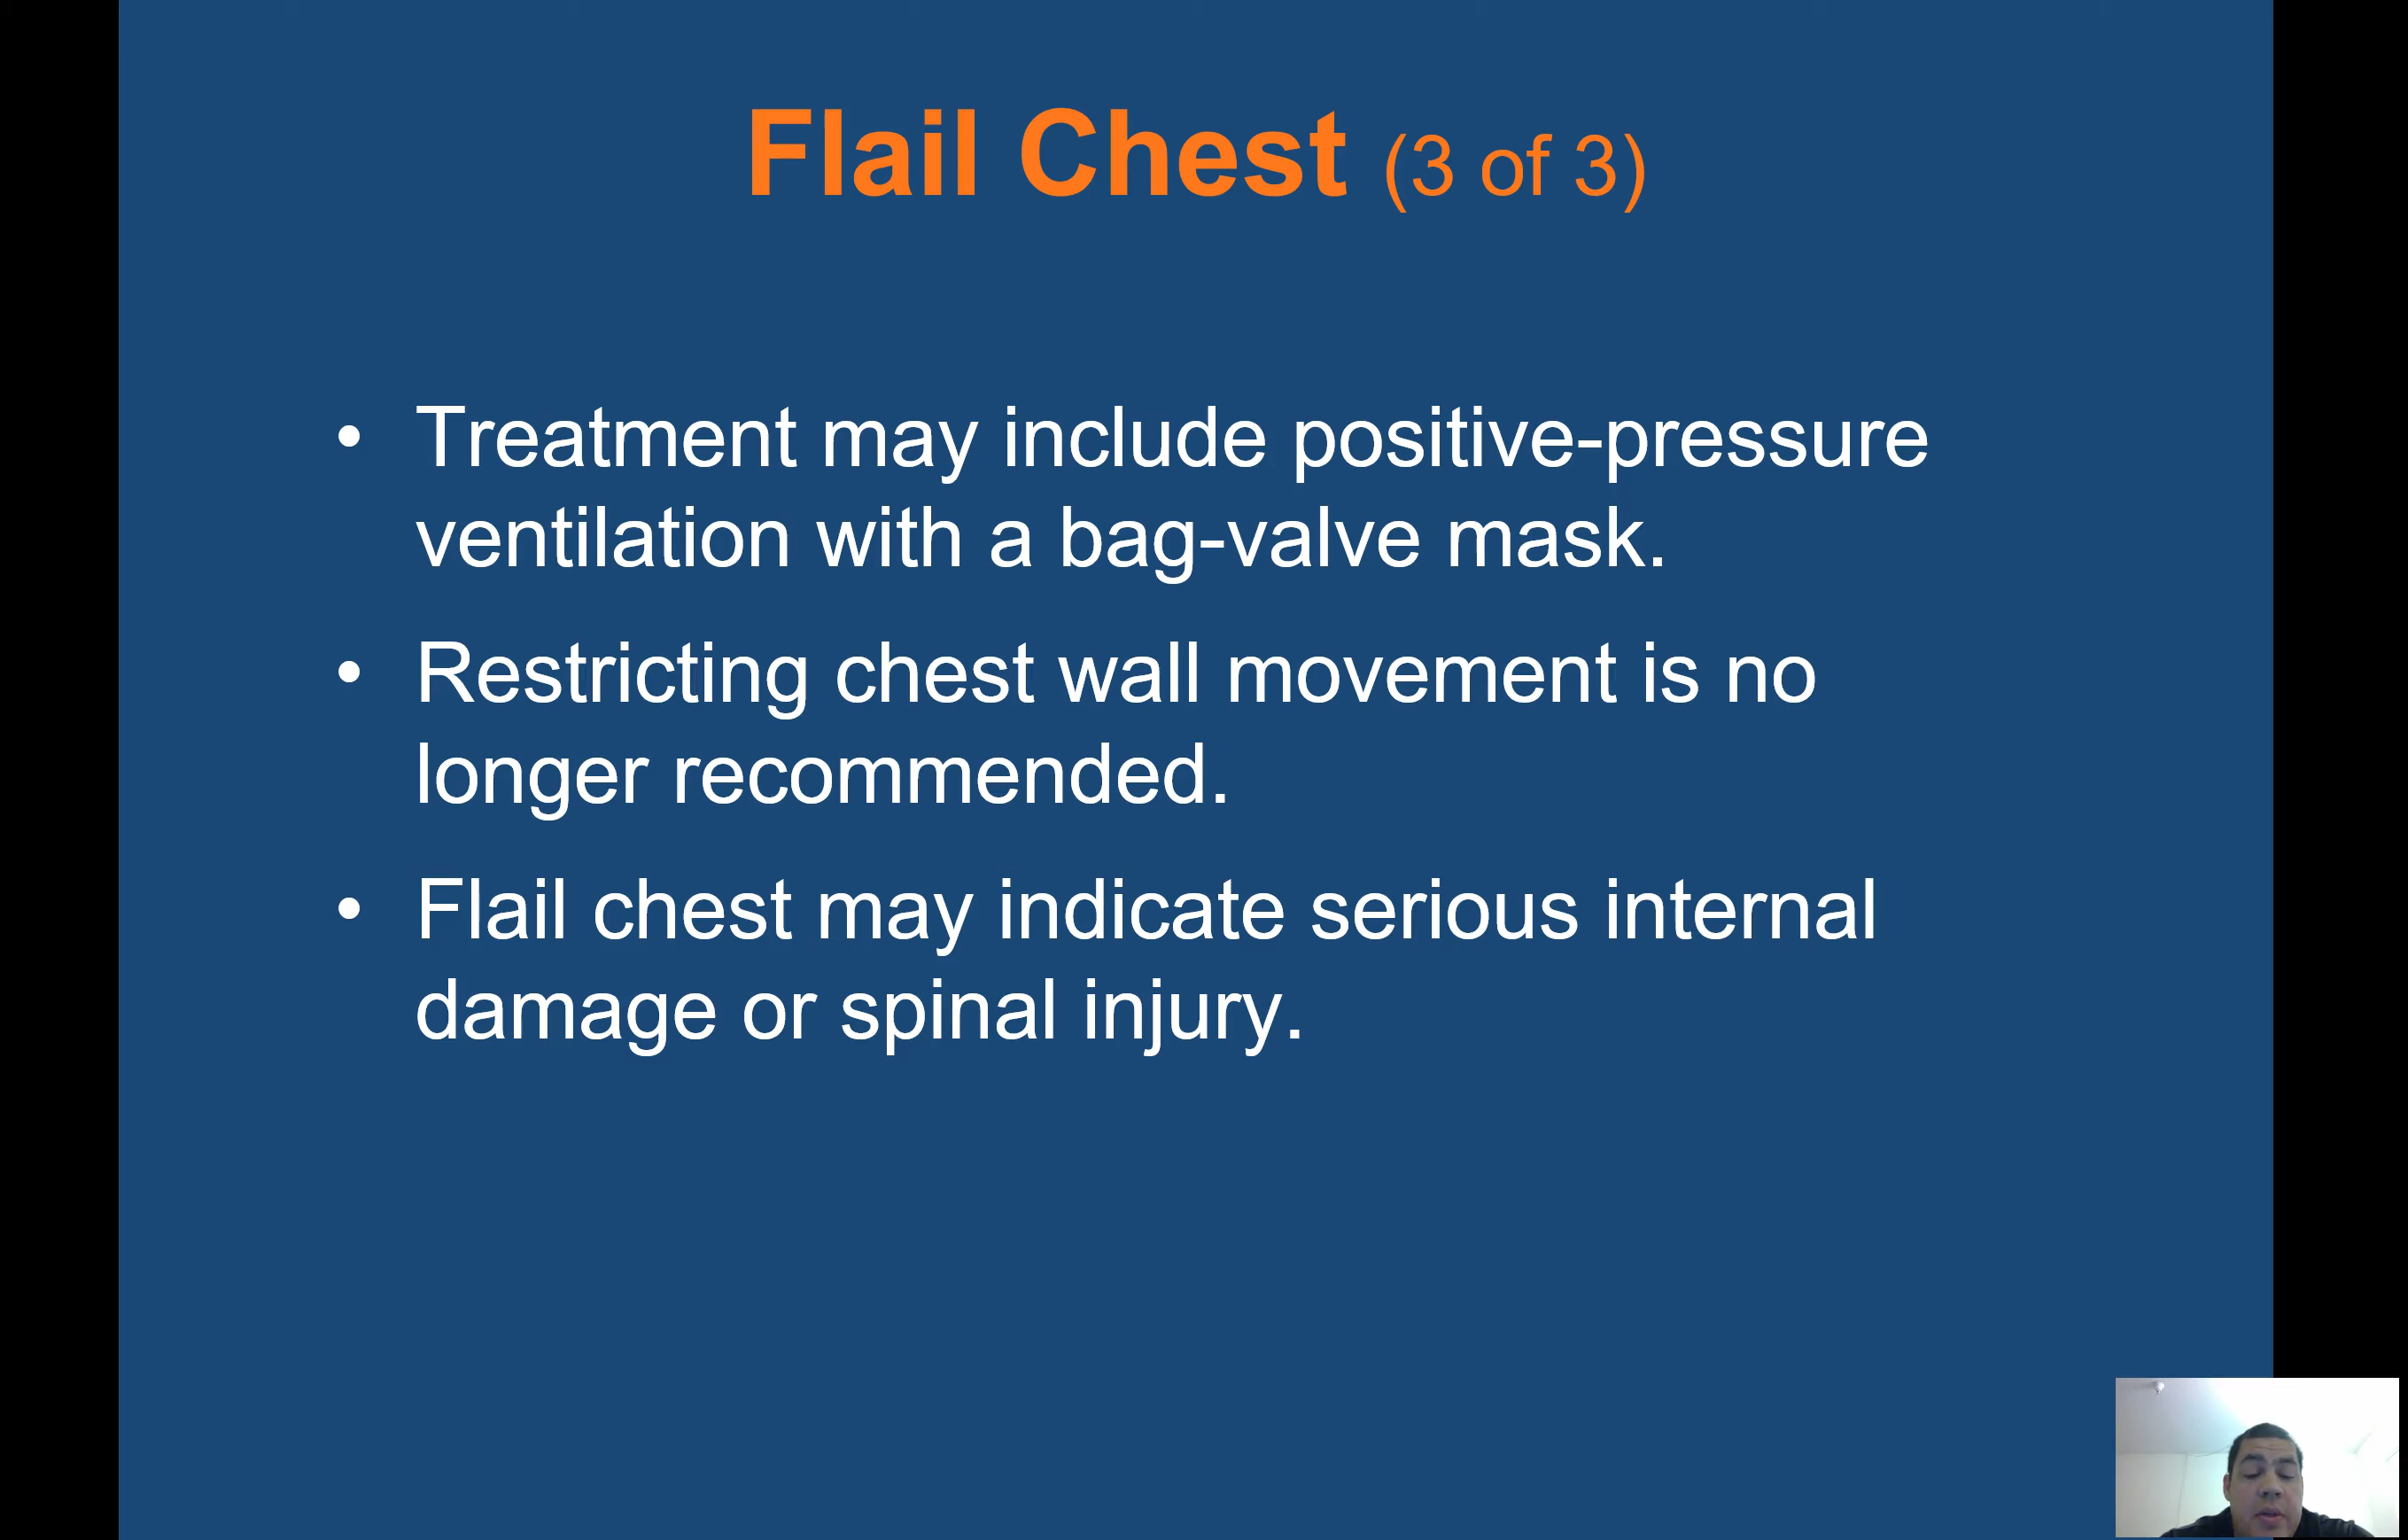 Flail Chest (3 of 3)
• Treatment may include positive-pressure
ventilation with a bag-valve mask.
• Restricting chest wall movement is no
longer recommended.
• Flail chest may indicate serious internal
damage or spinal injury.